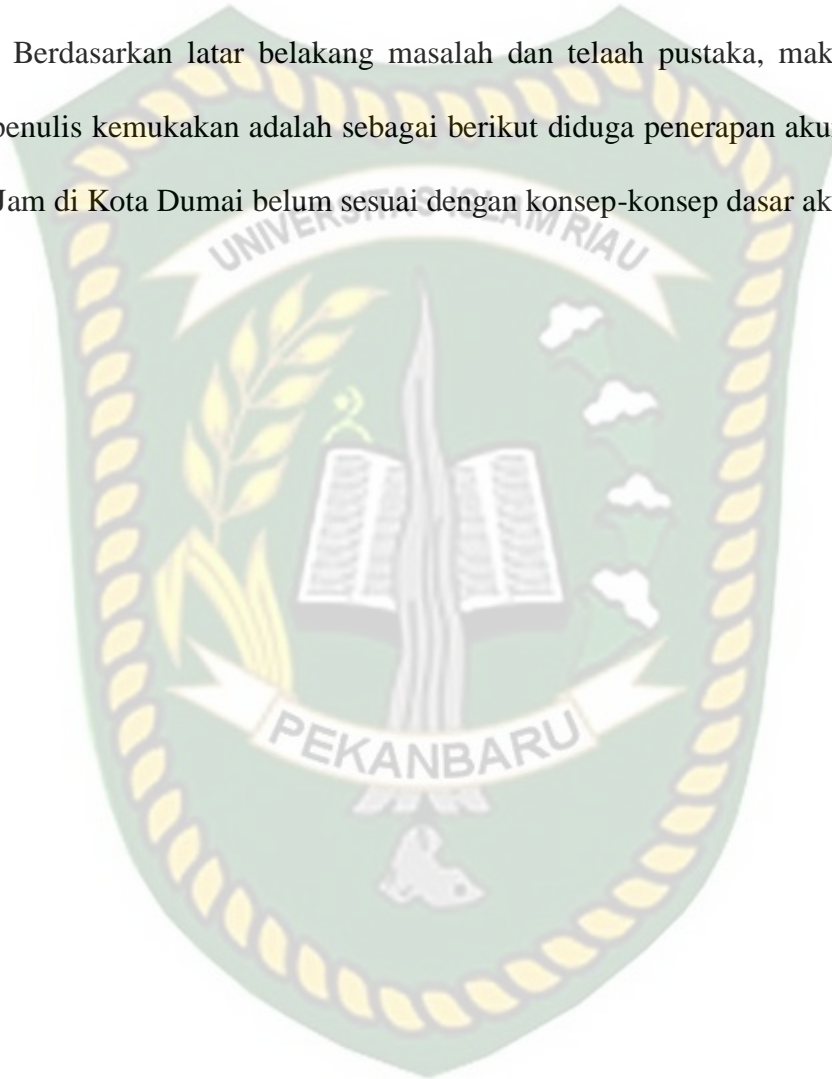 Berdasarkan latar belakang masalah dan telaah pustaka, mak
penulis kemukakan adalah sebagai berikut diduga penerapan aku
Jam di Kota Dumai belum sesuai dengan konsep-konsep dasar ak
UNIVERSITAS ISLAM RIAU
PEKANBARU